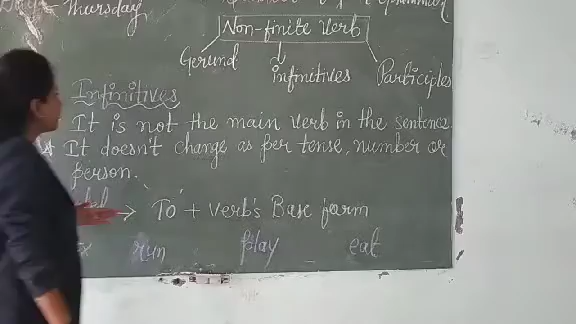 Thursday
Non-finite Verb
Gerund infinitives Participles
Infinitives
It is not the main verb in the sentence.
It doesn't change as per tense, number or
person.
→ "To" + verb's Base form
run play eat